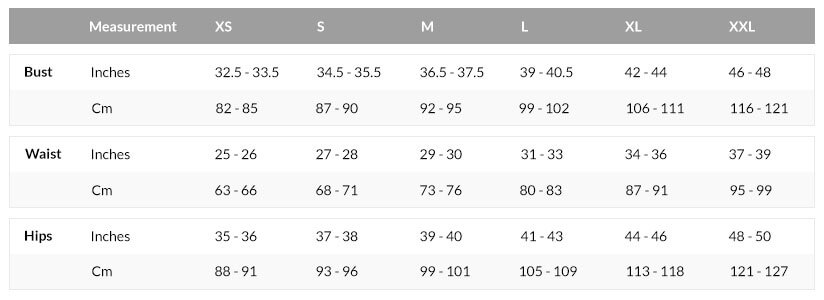 Measurement XS S M L XL XXL
Bust Inches 32.5 - 33.5 34.5 - 35.5 36.5 - 37.5 39 - 40.5 42 - 44 46 - 48
Cm 82 - 85 87 - 90 92 - 95 99 - 102 106 - 111 116 - 121
Waist Inches 25 - 26 27 - 28 29 - 30 31 - 33 34 - 36 37 - 39
Cm 63 - 66 68 - 71 73 - 76 80 - 83 87 - 91 95 - 99
Hips Inches 35 - 36 37 - 38 39 - 40 41 - 43 44 - 46 48 - 50
Cm 88 - 91 93 - 96 99 - 101 105 - 109 113 - 118 121 - 127